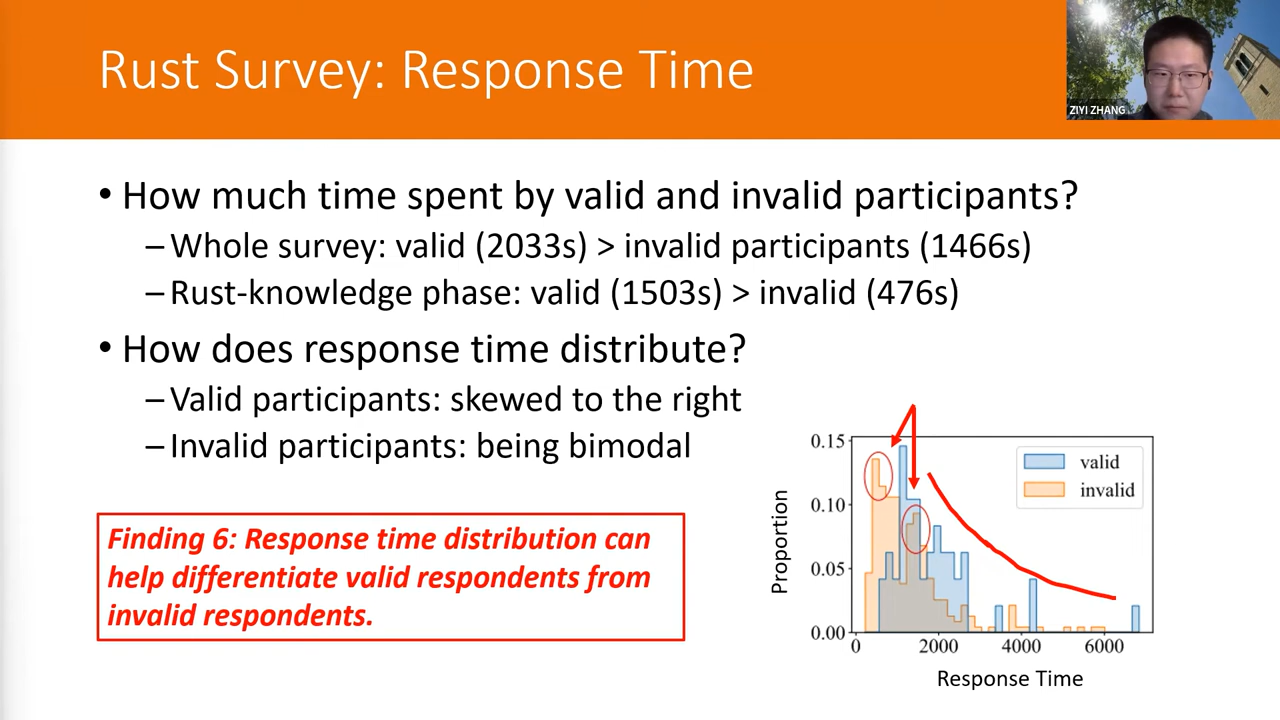 Rust Survey: Response Time
ZIYI ZHANG
• How much time spent by valid and invalid participants?
– Whole survey: valid (2033s) > invalid participants (1466s)
– Rust-knowledge phase: valid (1503s) > invalid (476s)
• How does response time distribute?
– Valid participants: skewed to the right
– Invalid participants: being bimodal
Finding 6: Response time distribution can
help differentiate valid respondents from
invalid respondents.
0.15
0.10
0.05
0.00
Proportion
valid
invalid
0 2000 4000 6000
Response Time